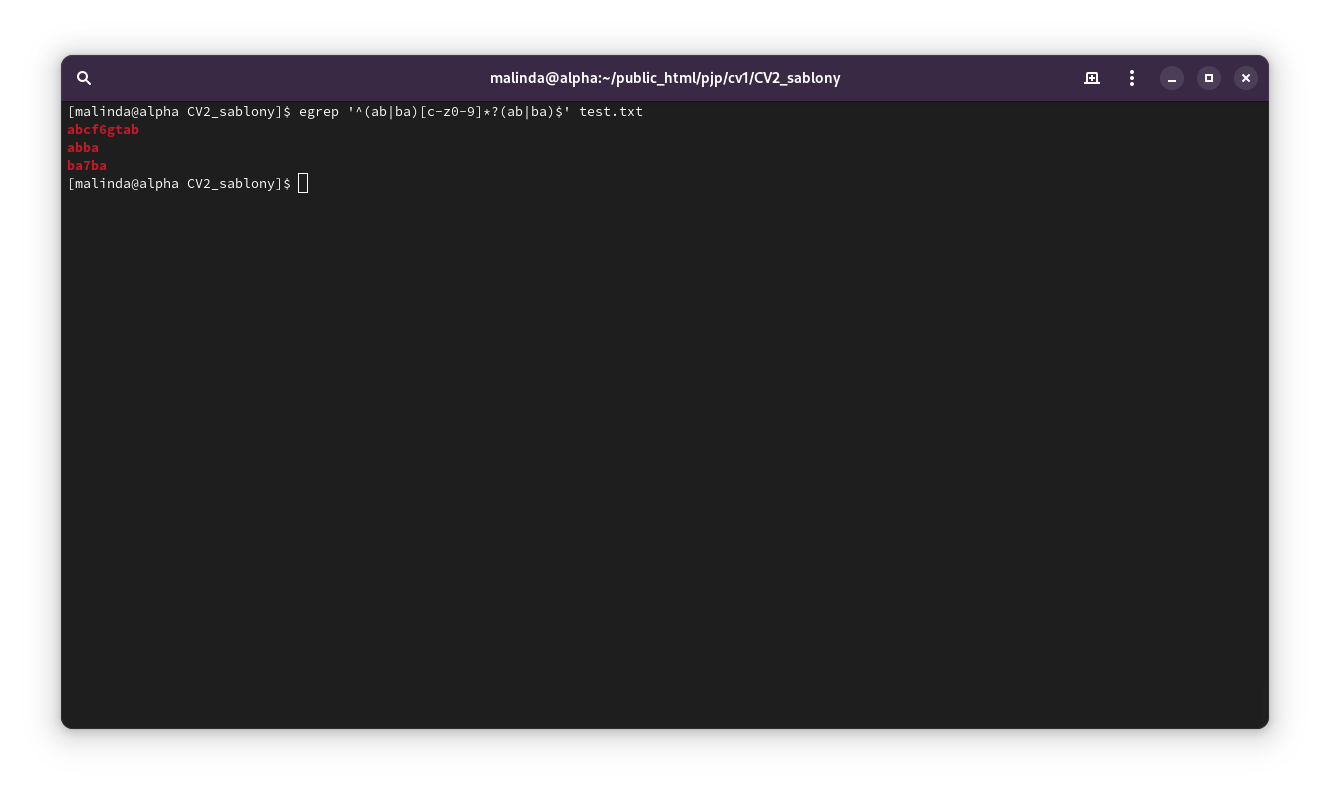 malinda@alpha:~/public_html/pjp/cv1/CV2_sablony
[malinda@alpha CV2_sablony]$ egrep '^(ab|ba)[c-z0-9]*?(ab|ba)$' test.txt
abcf6gtab
abba
ba7ba
[malinda@alpha CV2_sablony]$